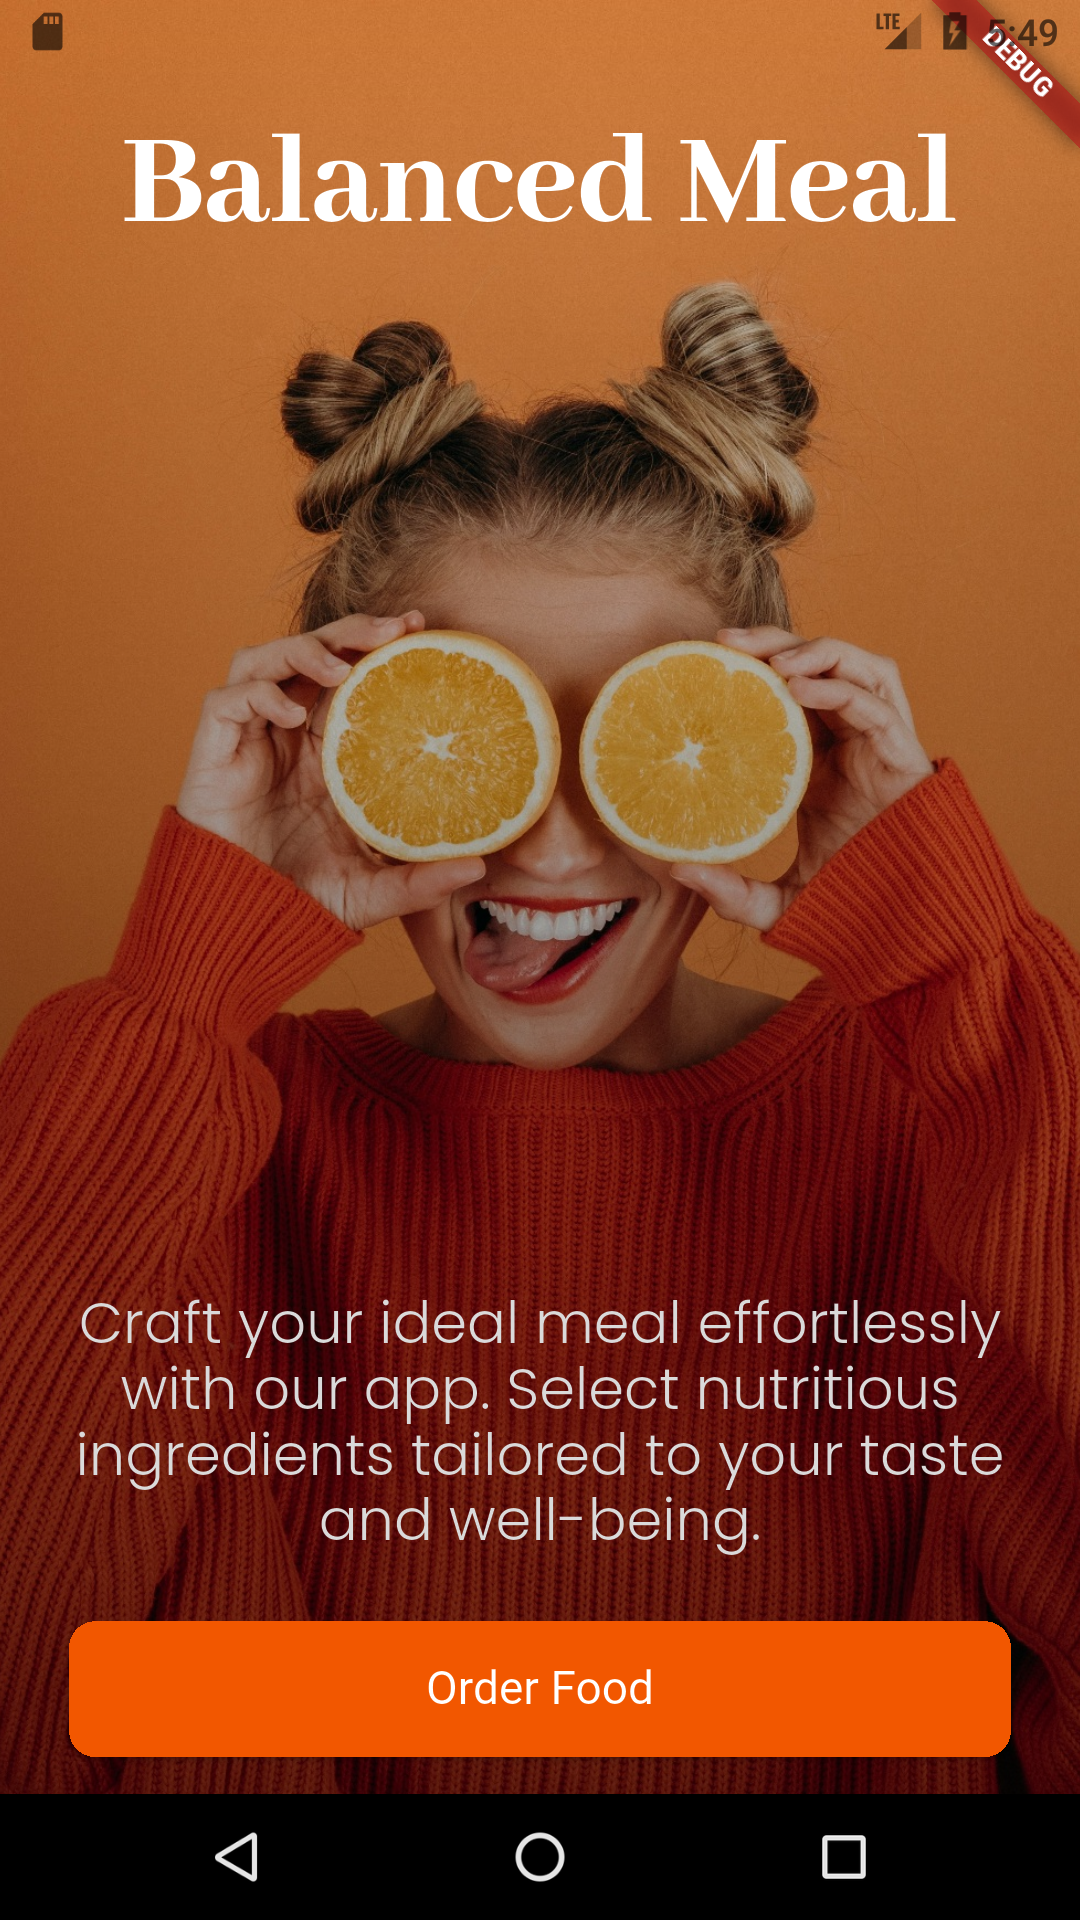 LTE 5:49
DEBUG
Balanced Meal
Craft your ideal meal effortlessly
with our app. Select nutritious
ingredients tailored to your taste
and well-being.
Order Food